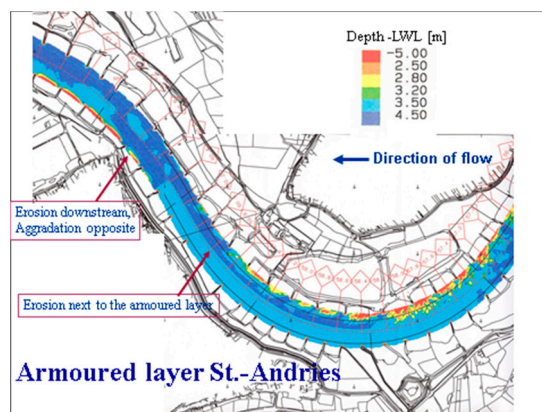 Depth -LWL [m]
-5.00
2.50
2.80
3.20
3.50
4.50
Direction of flow
Erosion downstream,
Aggradation opposite
Erosion next to the armoured layer
Armoured layer St.-Andries